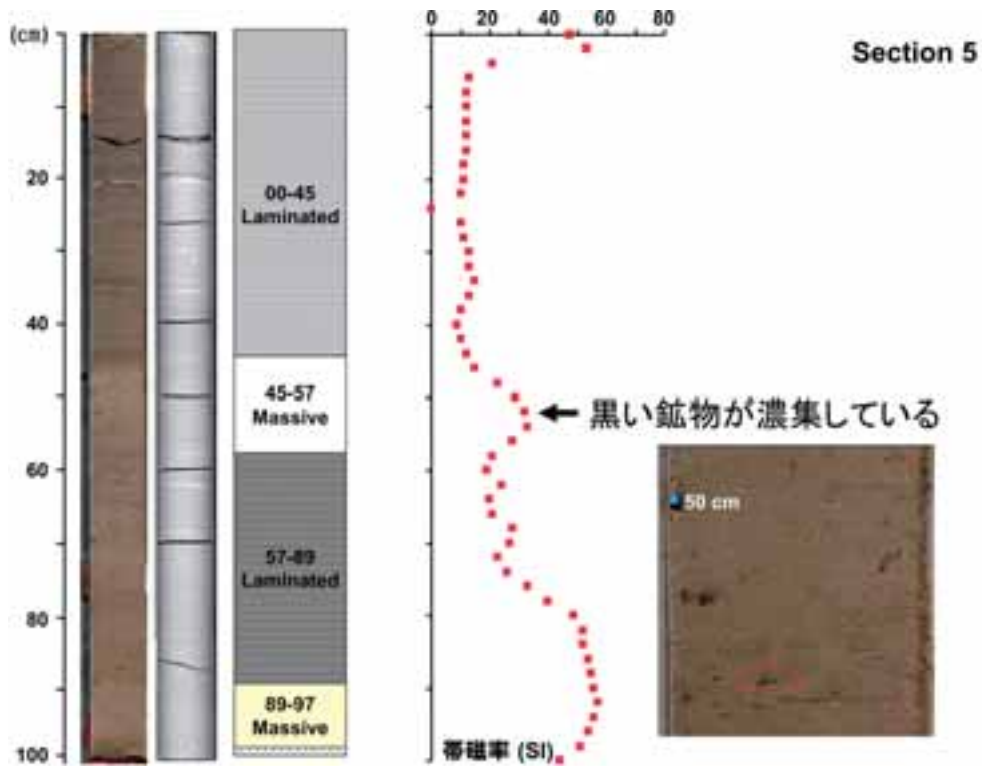 (cm)
20
40
60
80
100
00-45
Laminated
45-57
Massive
57-89
Laminated
89-97
Massive
0 20 40 60 80
Section 5
黒い鉱物が濃集している
50 cm
帯磁率 (SI)